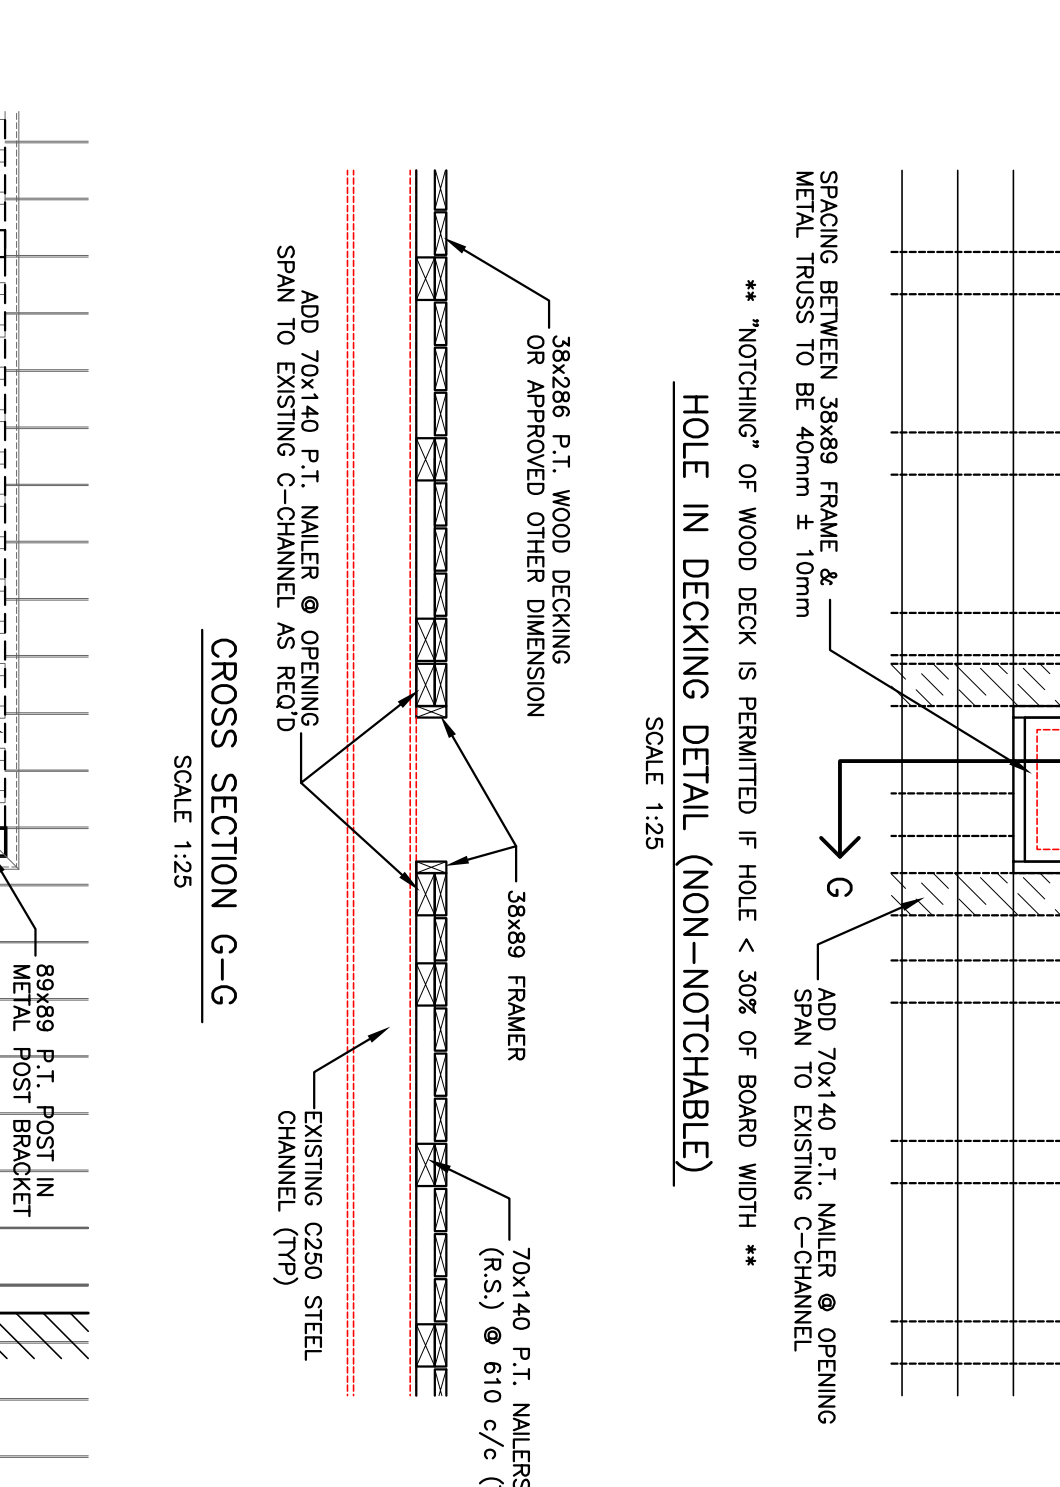 SPACING BETWEEN 38x89 FRAME &
METAL TRUSS TO BE 40mm ± 10mm
G
ADD 70x140 P.T. NAILER @ OPENING
SPAN TO EXISTING C-CHANNEL
** "NOTCHING" OF WOOD DECK IS PERMITTED IF HOLE < 30% OF BOARD WIDTH **
HOLE IN DECKING DETAIL (NON-NOTCHABLE)
SCALE 1:25
38x286 P.T. WOOD DECKING
OR APPROVED OTHER DIMENSION
38x89 FRAMER
70x140 P.T. NAILERS
(R.S.) @ 610 c/c (
ADD 70x140 P.T. NAILER @ OPENING
SPAN TO EXISTING C-CHANNEL AS REQ'D
EXISTING C250 STEEL
CHANNEL (TYP)
CROSS SECTION G-G
SCALE 1:25
89x89 P.T. POST IN
METAL POST BRACKET